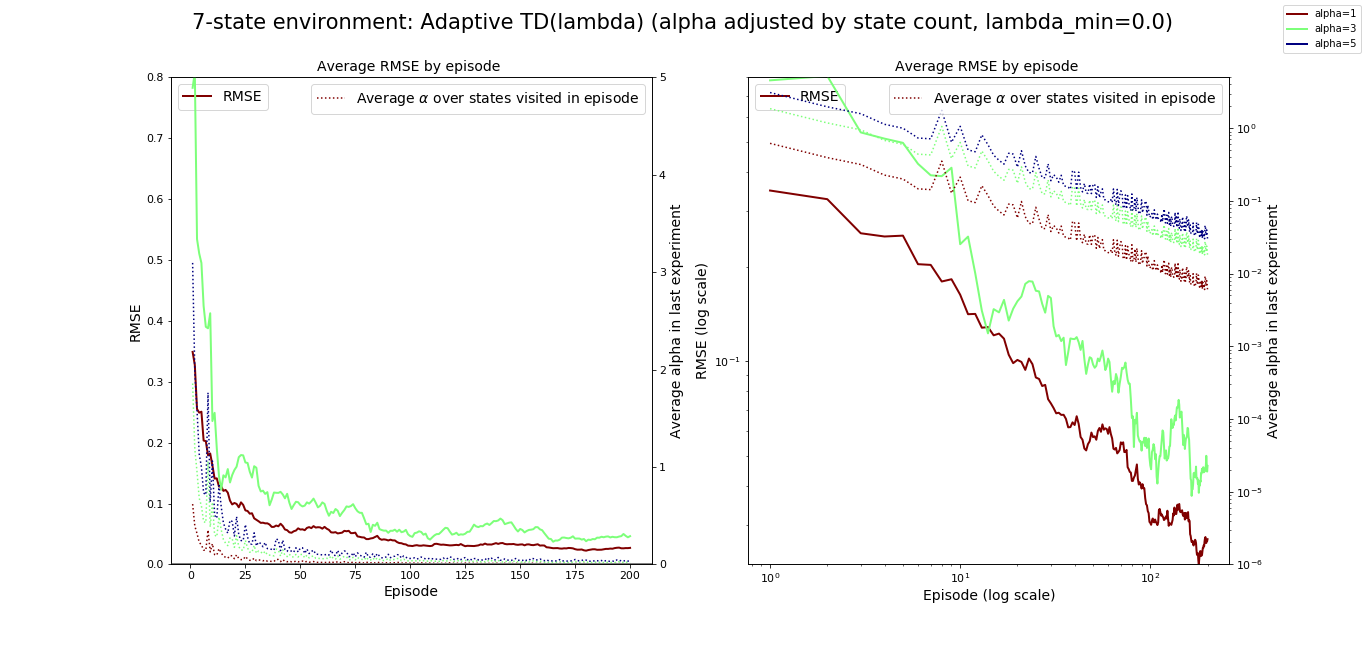 7-state environment: Adaptive TD(lambda) (alpha adjusted by state count, lambda_min=0.0)
alpha=1
alpha=3
alpha=5
Average RMSE by episode
RMSE
Average α over states visited in episode
0.8
0.7
0.6
0.5
0.4
0.3
0.2
0.1
0.0
RMSE
0
25
50
75
100
125
150
175
200
Episode
5
4
3
2
1
0
Average alpha in last experiment
Average RMSE by episode
RMSE
Average α over states visited in episode
RMSE (log scale)
10⁻¹
10⁰
10¹
10²
Episode (log scale)
10⁰
10⁻¹
10⁻²
10⁻³
10⁻⁴
10⁻⁵
10⁻⁶
Average alpha in last experiment